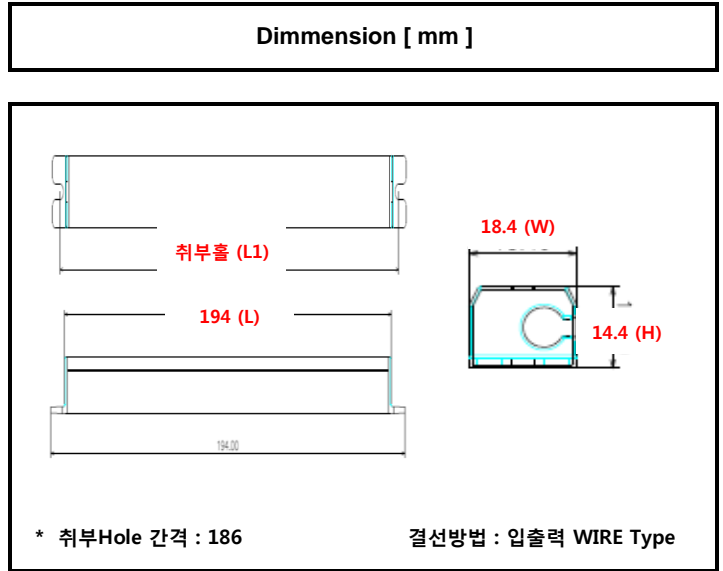 Dimmension [ mm ]
취부홀 (L1)
18.4 (W)
194 (L)
14.4 (H)
194.00
* 취부Hole 간격 : 186
결선방법 : 입출력 WIRE Type